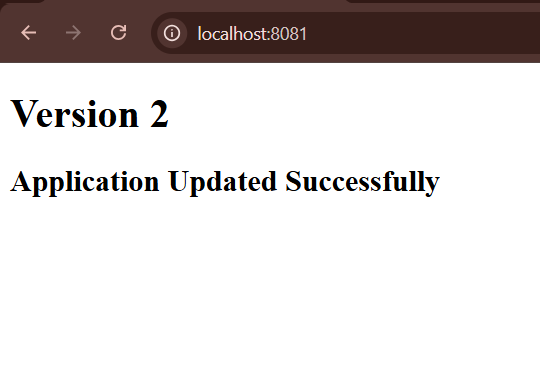 localhost:8081
Version 2
Application Updated Successfully